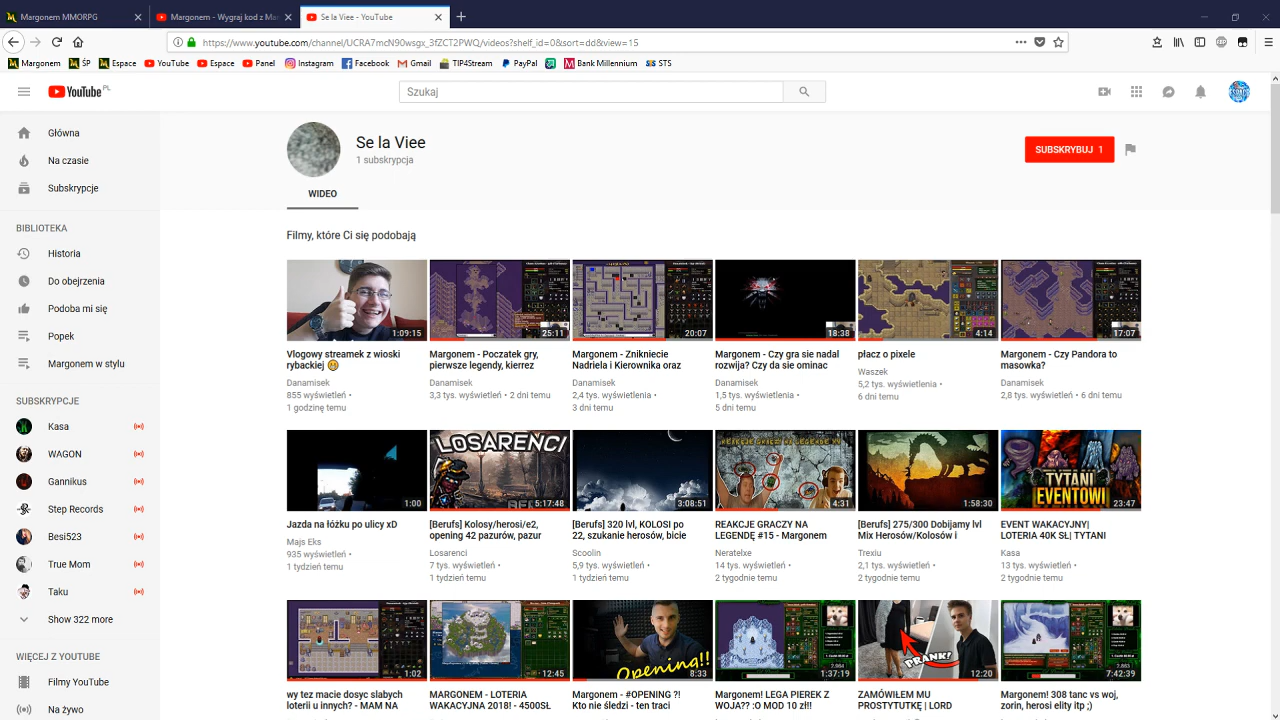 Margonem MMORPG
Margonem - Wygraj kod z Mar
Se la Viee - YouTube
https://www.youtube.com/channel/UCRA7mcN90wsgx_3fZCT2PWQ/videos?shelf_id=0&sort=dd&view=15
Margonem
ŚP
Espace
YouTube
Espace
Panel
Instagram
Facebook
Gmail
TIP4Stream
PayPal
Bank Millennium
STS
YouTube PL
Szukaj
Główna
Na czasie
Subskrypcje
BIBLIOTEKA
Historia
Do obejrzenia
Podoba mi się
Popek
Margonem w stylu
SUBSKRYPCJE
Kasa
WAGON
Gannikus
Step Records
Besi523
True Mom
Taku
Show 322 more
WIĘCEJ Z YOUTUBE
Filmy YouTube
Na żywo
Se la Viee
1 subskrypcja
SUBSKRYBUJ 1
WIDEO
Filmy, które Ci się podobają
1:09:15
25:11
20:07
18:38
4:14
17:07
Vlogowy streamek z wioski
rybackiej
Danamisek
855 wyświetleń •
1 godzinę temu
Margonem - Poczatek gry,
pierwsze legendy, kierrez
Danamisek
3,3 tys. wyświetleń • 2 dni temu
Margonem - Znikniecie
Nadriela i Kierownika oraz
Danamisek
2,4 tys. wyświetlenia •
3 dni temu
Margonem - Czy gra sie nadal
rozwija? Czy da sie ominac
Danamisek
1,5 tys. wyświetlenia •
5 dni temu
płacz o pixele
Waszek
5,2 tys. wyświetlenia •
6 dni temu
Margonem - Czy Pandora to
masowka?
Danamisek
2,8 tys. wyświetleń • 6 dni temu
1:00
LOSARENCI
5:17:48
3:08:51
REAKCJE GRACZY NA LEGENDE XV
4:31
1:58:30
TYTANI
EVENTOWI
23:47
Jazda na łóżku po ulicy xD
Majs Eks
935 wyświetleń •
1 tydzień temu
[Berufs] Kolosy/herosi/e2,
opening 42 pazurów, pazur
Losarenci
7 tys. wyświetleń •
1 tydzień temu
[Berufs] 320 lvl, KOLOSI po
22, szukanie herosów, bicie
Scoolin
5,9 tys. wyświetleń •
1 tydzień temu
REAKCJE GRACZY NA
LEGENDĘ #15 - Margonem
Neratelxe
14 tys. wyświetleń •
2 tygodnie temu
[Berufs] 275/300 Dobijamy lvl
Mix Herosów/Kolosów i
Trexiu
2,1 tys. wyświetleń •
2 tygodnie temu
EVENT WAKACYJNY|
LOTERIA 40K SŁ| TYTANI
Kasa
13 tys. wyświetleń •
2 tygodnie temu
1:02
12:45
Opening!!
8:33
1:37:19
PRANK!
12:20
7:42:39
wy tez macie dosyc slabych
loterii u innych? - MAM NA
MARGONEM - LOTERIA
WAKACYJNA 2018! - 4500SŁ
Margonem - #OPENING ?!
Kto nie śledzi - ten traci
Margonem! LEGA PIEREK Z
WOJA?? :O MOD 10 zł!!
ZAMÓWIŁEM MU
PROSTYTUTKĘ | LORD
Margonem! 308 tanc vs woj,
zorin, herosi elity itp ;)